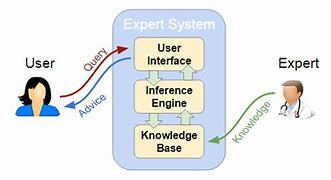 Expert System
User
Query
Advice
User
Interface
Inference
Engine
Knowledge
Base
Expert
Knowledge